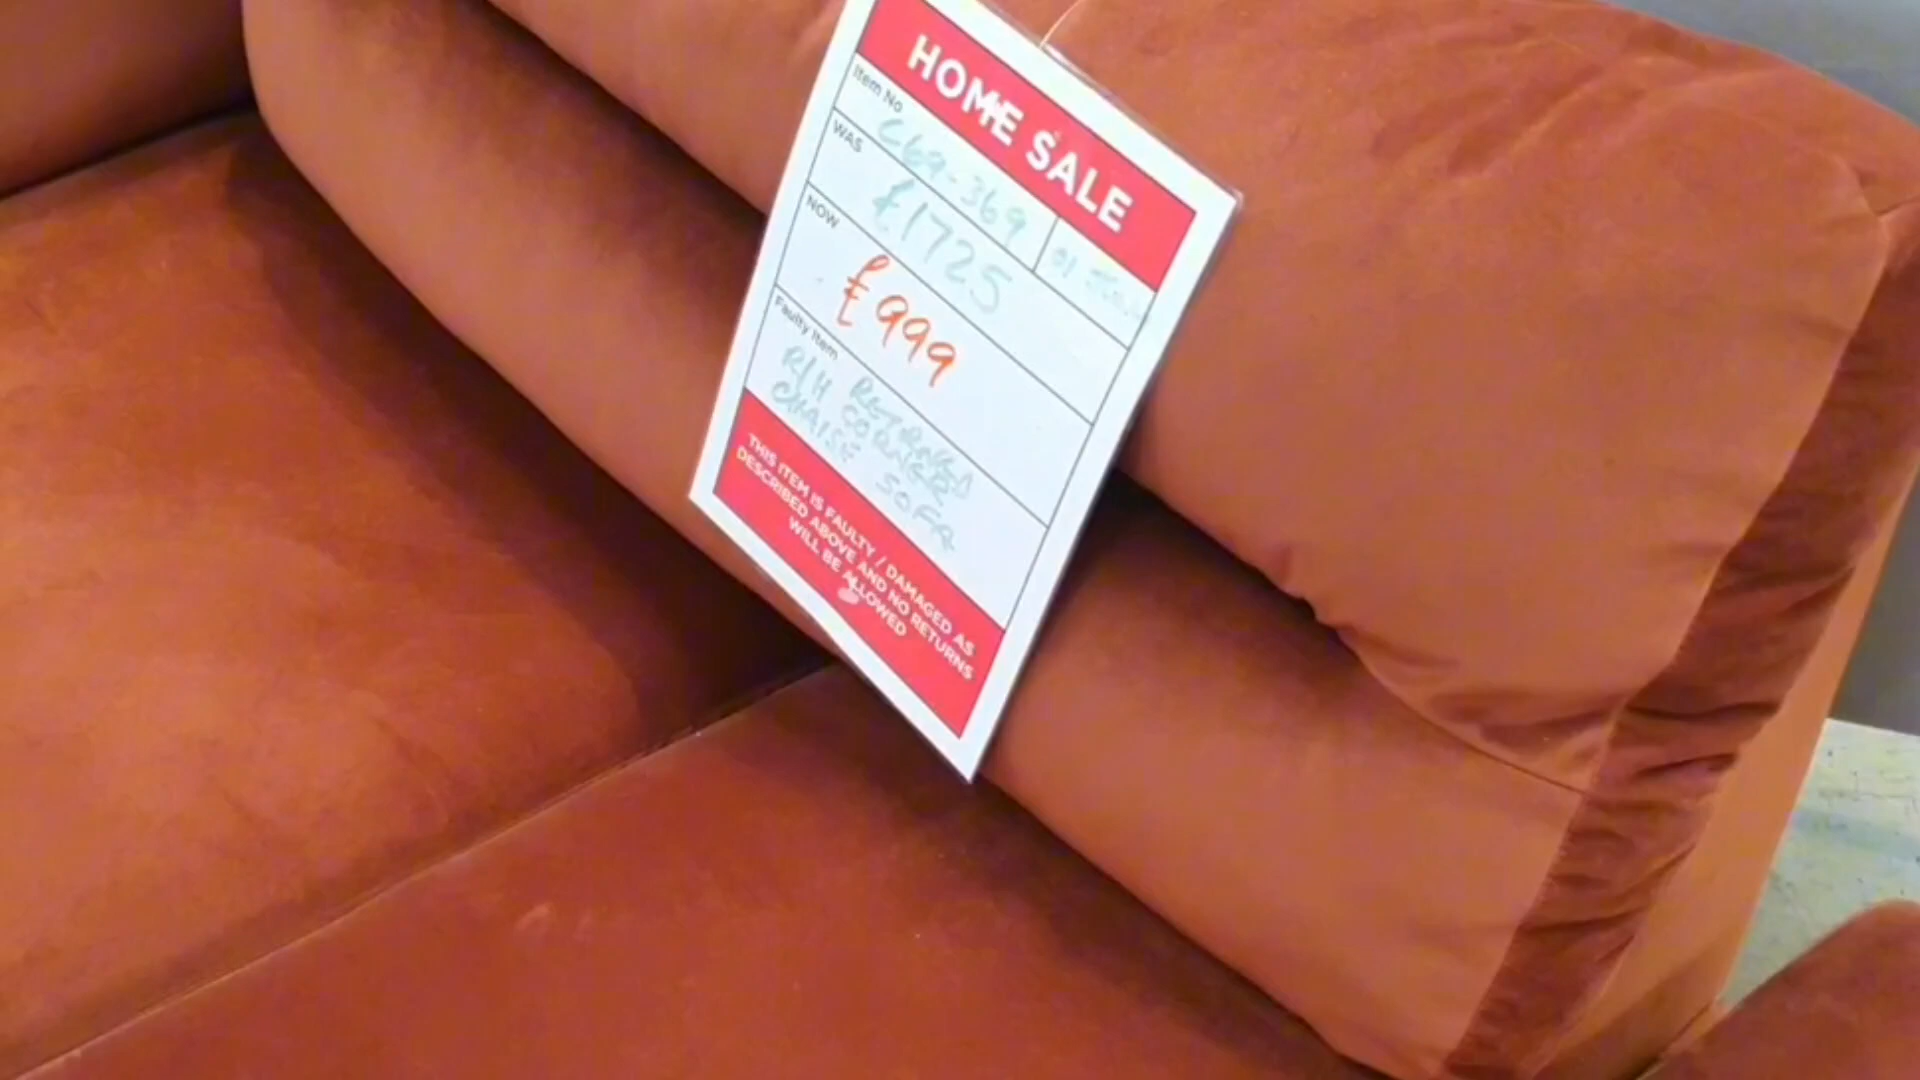 HOME SALE
Item No
C69-369
WAS
£1725
NOW
£999
Faulty Item
R/H RETURNED
CORNER
CHAISE SOFA
THIS ITEM IS FAULTY / DAMAGED AS
DESCRIBED ABOVE AND NO RETURNS
WILL BE ALLOWED